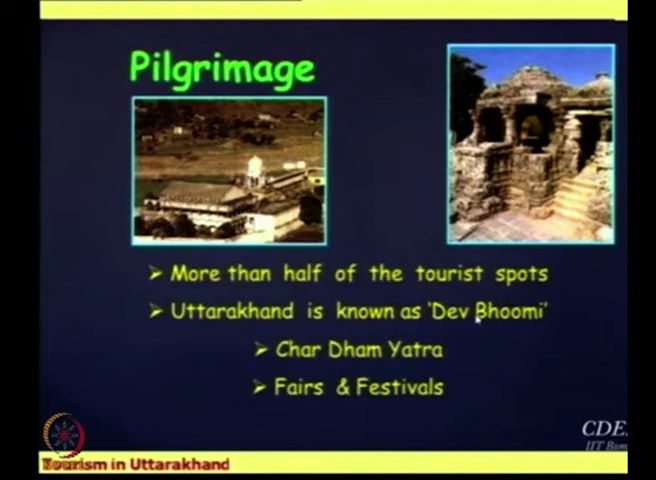 Pilgrimage
➢ More than half of the tourist spots
➢ Uttarakhand is known as 'Dev Bhoomi'
➢ Char Dham Yatra
➢ Fairs & Festivals
CDE
IIT Bom
Tourism in Uttarakhand